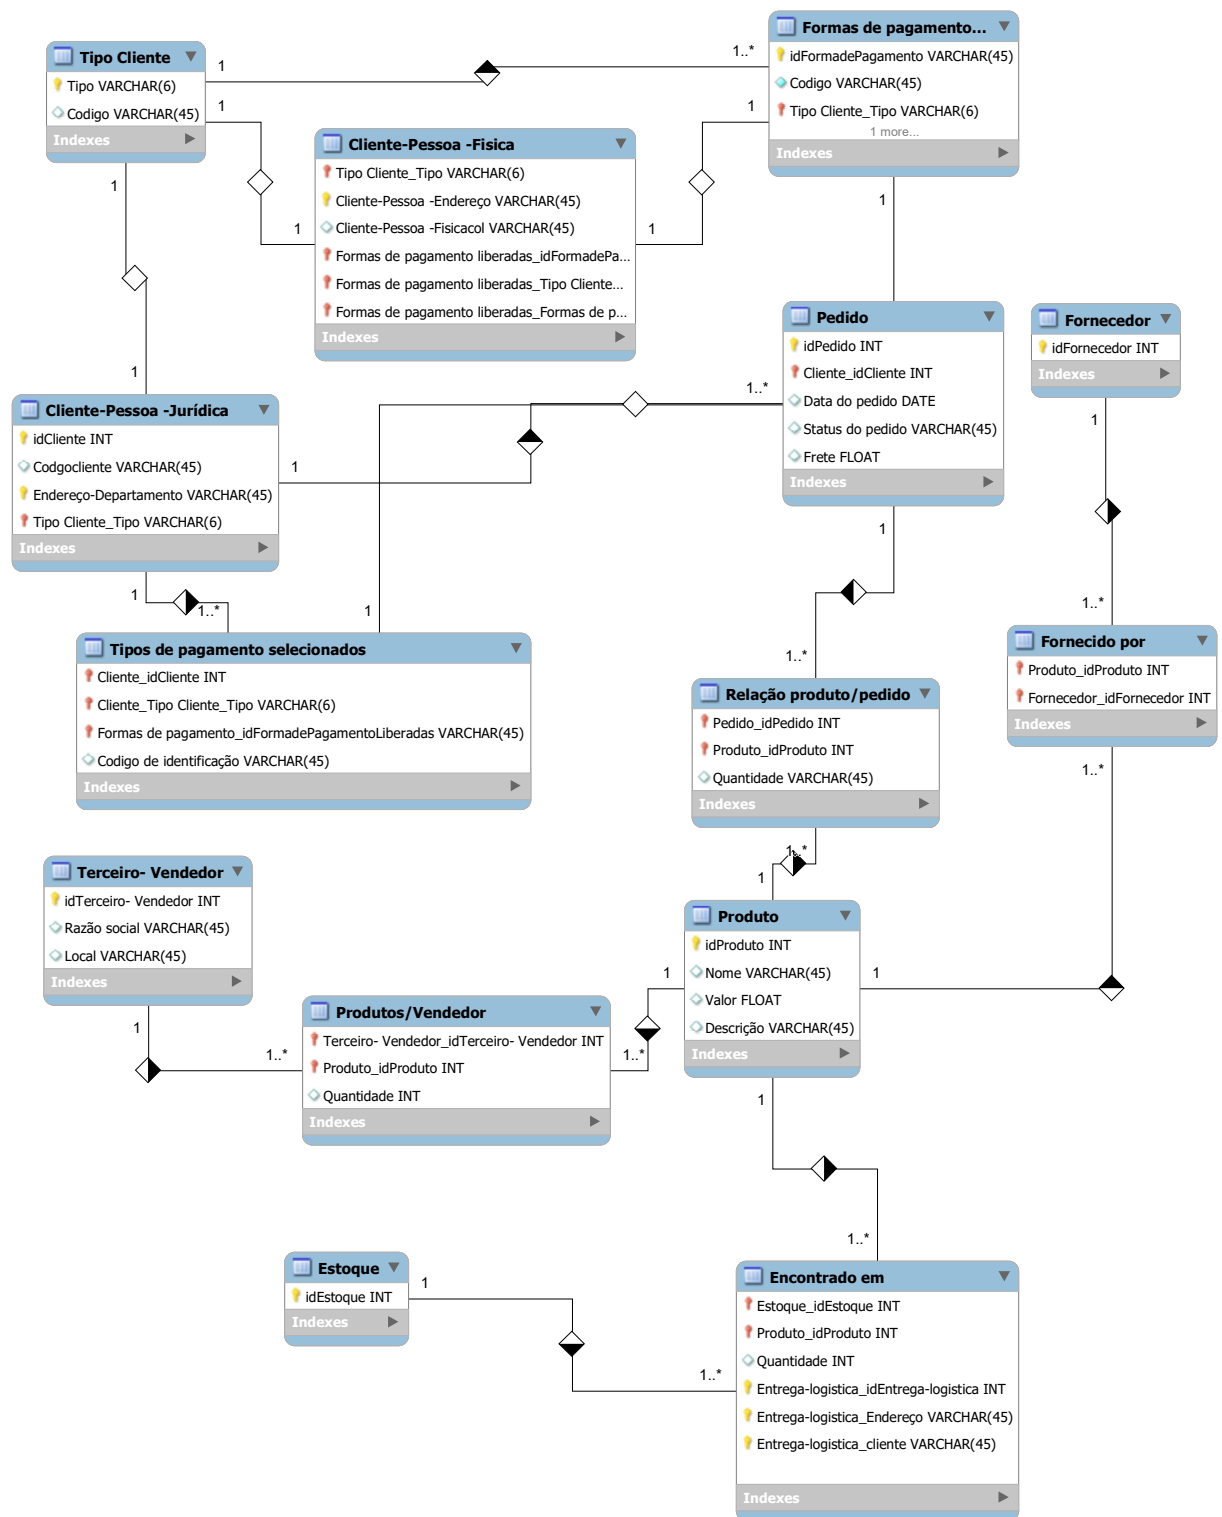 Tipo Cliente
Tipo VARCHAR(6)
Codigo VARCHAR(45)
Indexes
1
1..*
1
1
1
1
1
1
1
1
Formas de pagamento...
idFormadePagamento VARCHAR(45)
Codigo VARCHAR(45)
Tipo Cliente_Tipo VARCHAR(6)
1 more...
Indexes
Cliente-Pessoa -Fisica
Tipo Cliente_Tipo VARCHAR(6)
Cliente-Pessoa -Endereço VARCHAR(45)
Cliente-Pessoa -Fisicacol VARCHAR(45)
Formas de pagamento liberadas_idFormadePa...
Formas de pagamento liberadas_Tipo Cliente...
Formas de pagamento liberadas_Formas de p...
Indexes
Pedido
idPedido INT
Cliente_idCliente INT
Data do pedido DATE
Status do pedido VARCHAR(45)
Frete FLOAT
Indexes
Fornecedor
idFornecedor INT
Indexes
Cliente-Pessoa -Jurídica
idCliente INT
Codgocliente VARCHAR(45)
Endereço-Departamento VARCHAR(45)
Tipo Cliente_Tipo VARCHAR(6)
Indexes
1..*
1
1
1
1..*
1
1
1..*
1..*
Tipos de pagamento selecionados
Cliente_idCliente INT
Cliente_Tipo Cliente_Tipo VARCHAR(6)
Formas de pagamento_idFormadePagamentoLiberadas VARCHAR(45)
Codigo de identificação VARCHAR(45)
Indexes
Fornecido por
Produto_idProduto INT
Fornecedor_idFornecedor INT
Indexes
1..*
Relação produto/pedido
Pedido_idPedido INT
Produto_idProduto INT
Quantidade VARCHAR(45)
Indexes
1..*
1
Terceiro- Vendedor
idTerceiro- Vendedor INT
Razão social VARCHAR(45)
Local VARCHAR(45)
Indexes
Produto
idProduto INT
Nome VARCHAR(45)
Valor FLOAT
Descrição VARCHAR(45)
Indexes
1
1
1
1..*
1..*
Produtos/Vendedor
Terceiro- Vendedor_idTerceiro- Vendedor INT
Produto_idProduto INT
Quantidade INT
Indexes
1
1..*
Estoque
idEstoque INT
Indexes
1
1..*
Encontrado em
Estoque_idEstoque INT
Produto_idProduto INT
Quantidade INT
Entrega-logistica_idEntrega-logistica INT
Entrega-logistica_Endereço VARCHAR(45)
Entrega-logistica_cliente VARCHAR(45)
Indexes